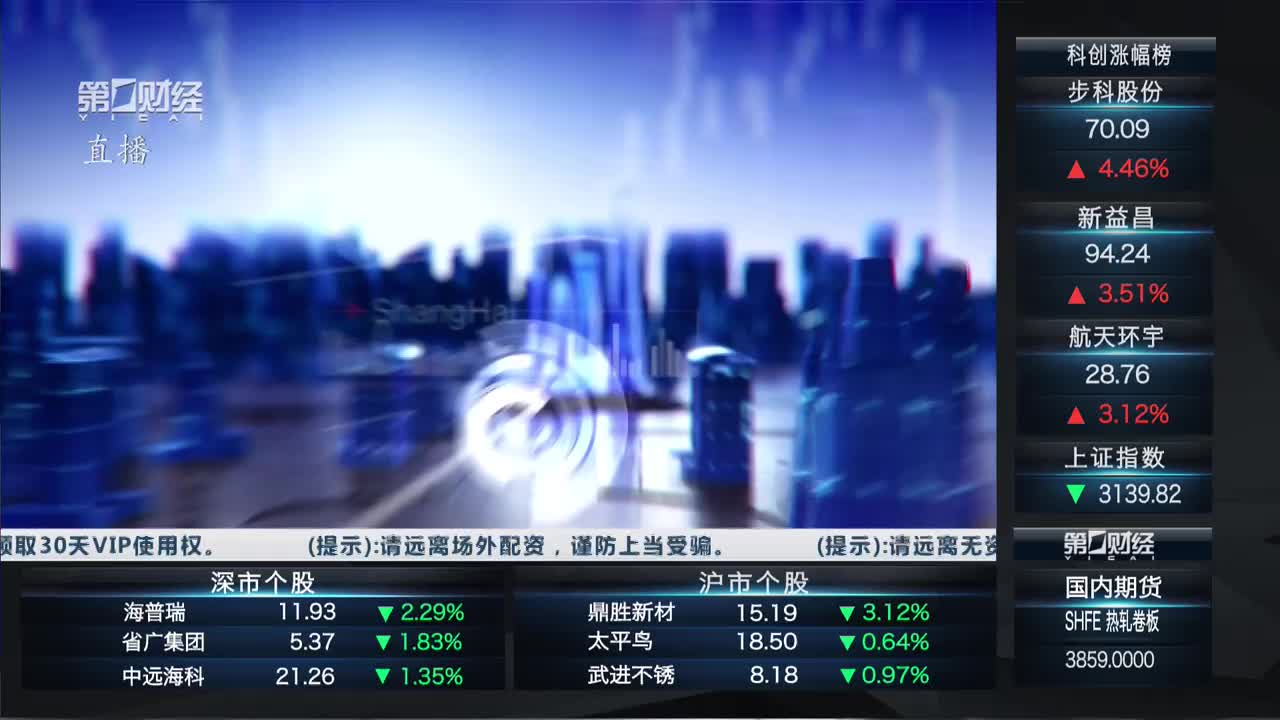 第一财经
YICAI
直播
ShangHai
领取30天VIP使用权。 (提示):请远离场外配资，谨防上当受骗。 (提示):请远离无资
深市个股
海普瑞 11.93 ▼2.29%
省广集团 5.37 ▼1.83%
中远海科 21.26 ▼1.35%
沪市个股
鼎胜新材 15.19 ▼3.12%
太平鸟 18.50 ▼0.64%
武进不锈 8.18 ▼0.97%
科创涨幅榜
步科股份
70.09
▲ 4.46%
新益昌
94.24
▲ 3.51%
航天环宇
28.76
▲ 3.12%
上证指数
▼ 3139.82
第一财经
YICAI
国内期货
SHFE 热轧卷板
3859.0000